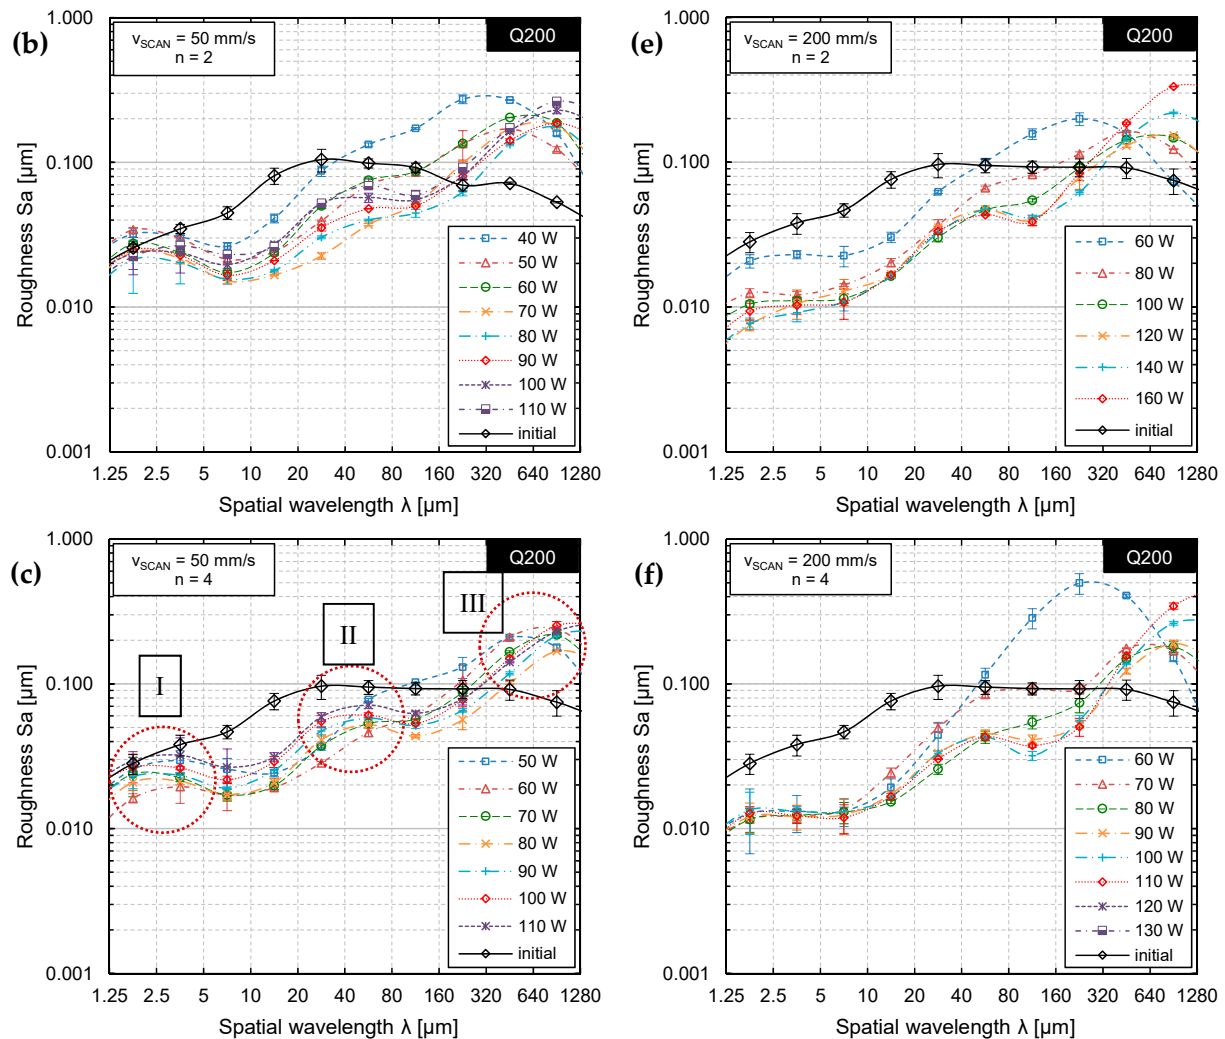 (b)
1.000
0.100
0.010
0.001
Roughness Sa [µm]
vSCAN = 50 mm/s
n = 2
Q200
40 W
50 W
60 W
70 W
80 W
90 W
100 W
110 W
initial
1.25 2.5 5 10 20 40 80 160 320 640 1280
Spatial wavelength λ [µm]
(e)
1.000
0.100
0.010
0.001
Roughness Sa [µm]
vSCAN = 200 mm/s
n = 2
Q200
60 W
80 W
100 W
120 W
140 W
160 W
initial
1.25 2.5 5 10 20 40 80 160 320 640 1280
Spatial wavelength λ [µm]
(c)
1.000
0.100
0.010
0.001
Roughness Sa [µm]
vSCAN = 50 mm/s
n = 4
Q200
I
II
III
50 W
60 W
70 W
80 W
90 W
100 W
110 W
initial
1.25 2.5 5 10 20 40 80 160 320 640 1280
Spatial wavelength λ [µm]
(f)
1.000
0.100
0.010
0.001
Roughness Sa [µm]
vSCAN = 200 mm/s
n = 4
Q200
60 W
70 W
80 W
90 W
100 W
110 W
120 W
130 W
initial
1.25 2.5 5 10 20 40 80 160 320 640 1280
Spatial wavelength λ [µm]